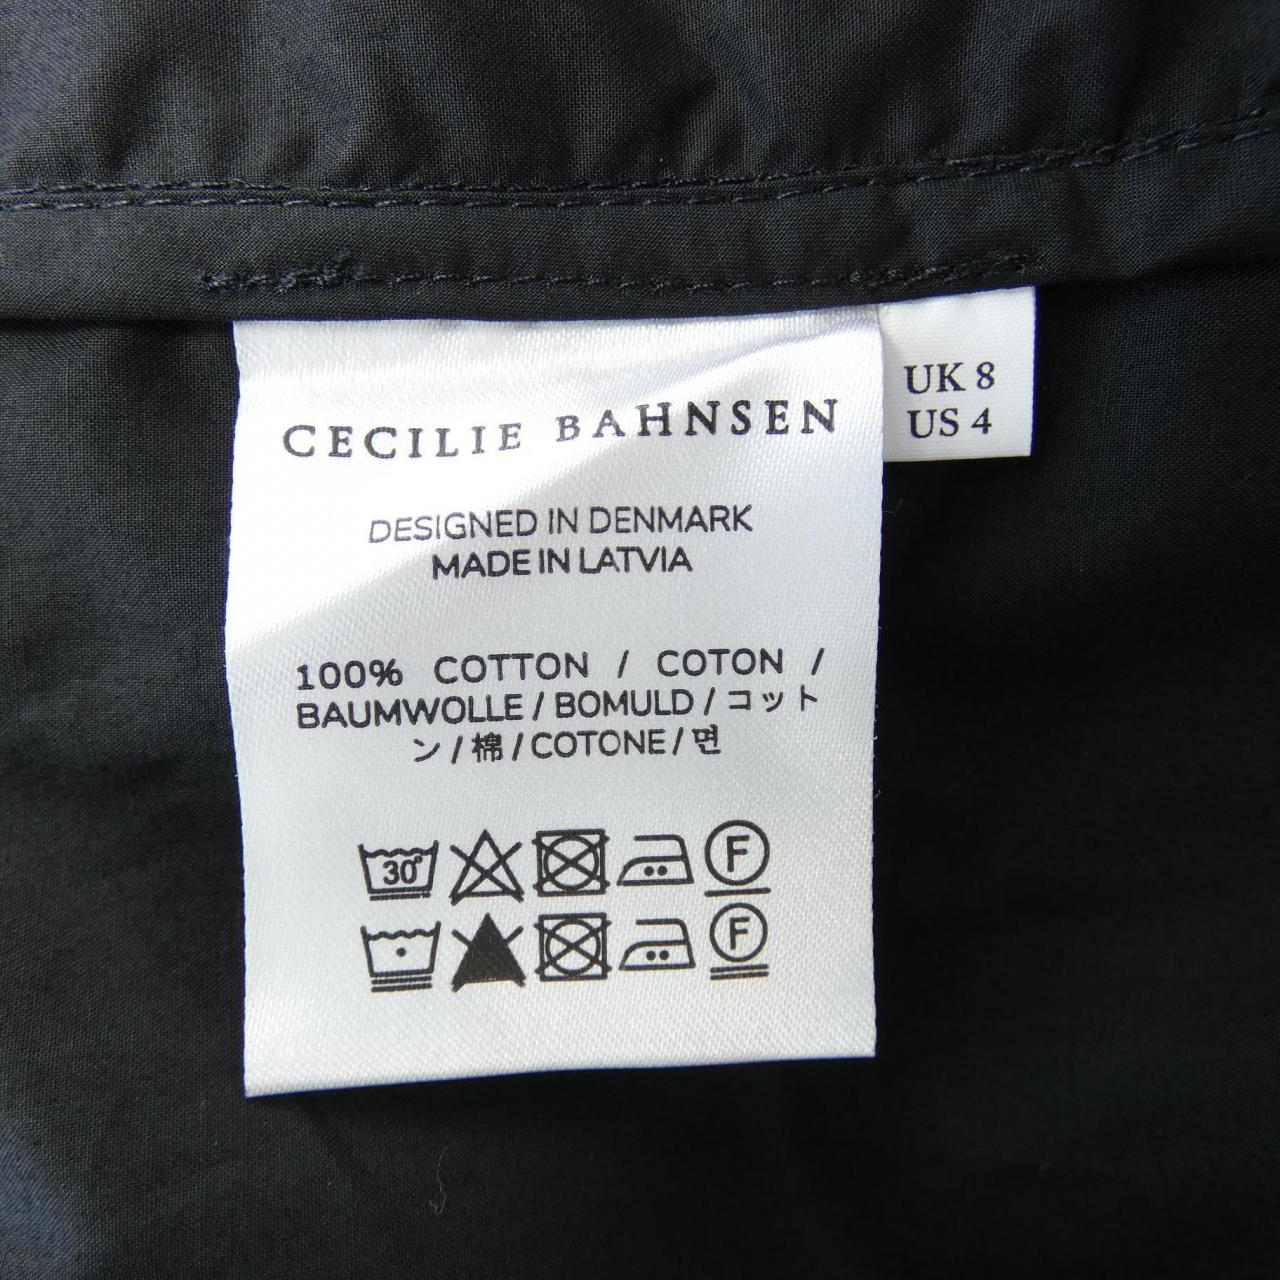 CECILIE BAHNSEN
UK 8
US 4
DESIGNED IN DENMARK
MADE IN LATVIA
100% COTTON / COTON /
BAUMWOLLE / BOMULD / コット
ン / 棉 / COTONE / 면
30°
F
F